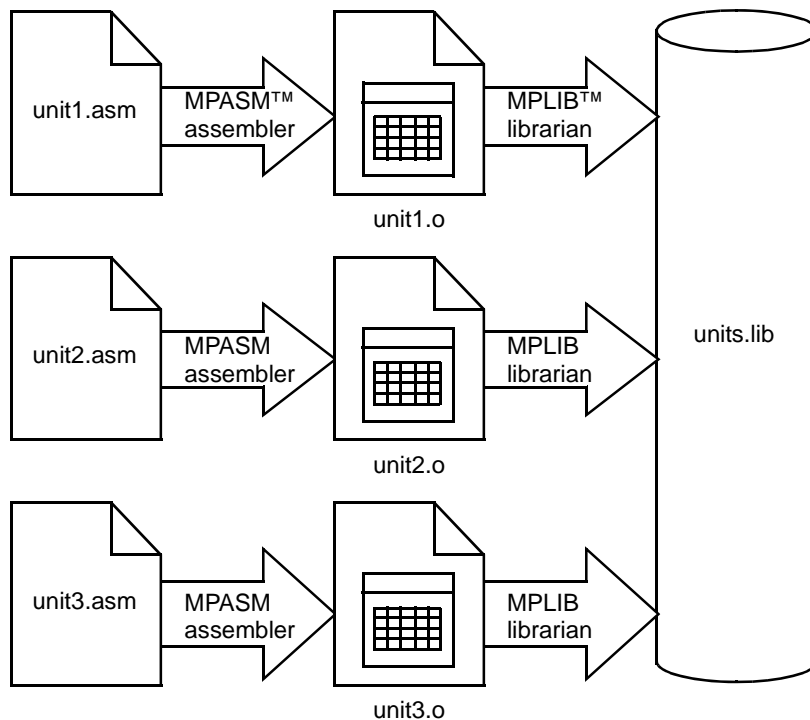 unit1.asm
MPASM™
assembler
unit1.o
MPLIB™
librarian
unit2.asm
MPASM
assembler
unit2.o
MPLIB
librarian
unit3.asm
MPASM
assembler
unit3.o
MPLIB
librarian
units.lib